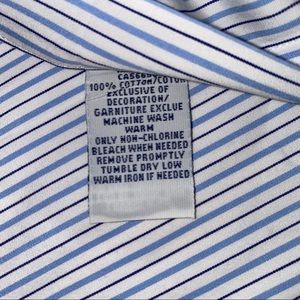 100% COTTON/COTON
EXCLUSIVE OF
DECORATION/
GARNITURE EXCLUE
MACHINE WASH
WARM
ONLY NON-CHLORINE
BLEACH WHEN NEEDED
REMOVE PROMPTLY
TUMBLE DRY LOW
WARM IRON IF NEEDED